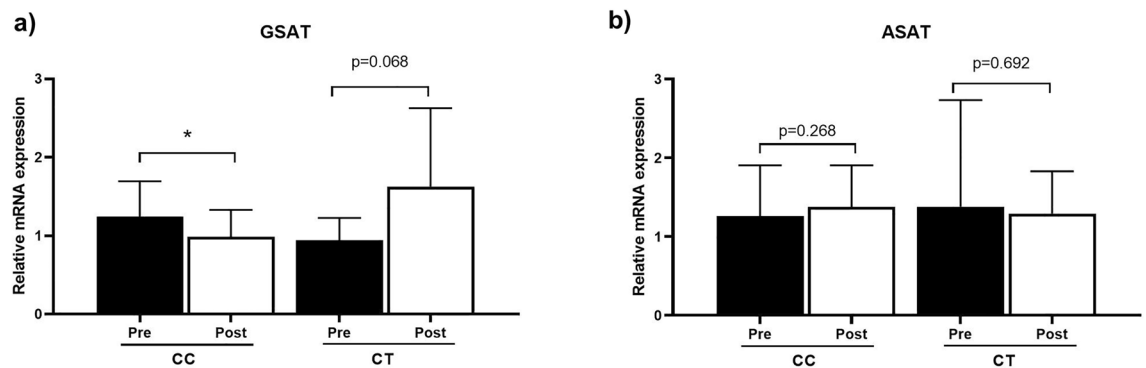 a)
GSAT
Relative mRNA expression
3
2
1
0
*
p=0.068
Pre
Post
Pre
Post
CC
CT
b)
ASAT
Relative mRNA expression
3
2
1
0
p=0.268
p=0.692
Pre
Post
Pre
Post
CC
CT